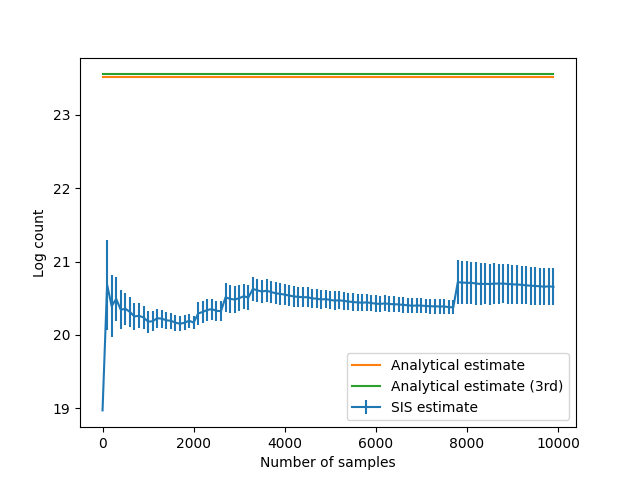 23
22
21
20
19
Log count
0
2000
4000
6000
8000
10000
Number of samples
Analytical estimate
Analytical estimate (3rd)
SIS estimate